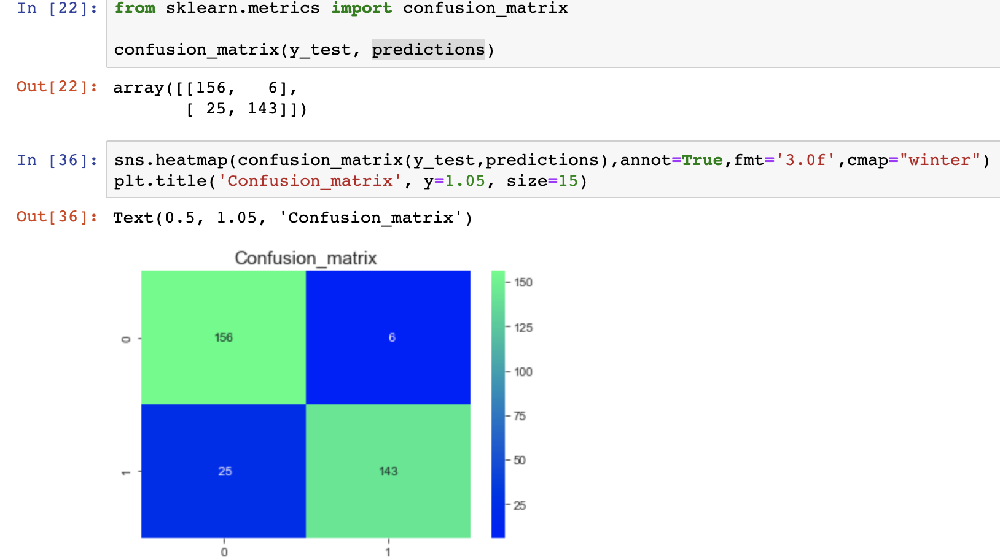 In [22]: from sklearn.metrics import confusion_matrix
confusion_matrix(y_test, predictions)
Out[22]: array([[156,   6],
       [ 25, 143]])
In [36]: sns.heatmap(confusion_matrix(y_test,predictions),annot=True,fmt='3.0f',cmap="winter")
plt.title('Confusion_matrix', y=1.05, size=15)
Out[36]: Text(0.5, 1.05, 'Confusion_matrix')
Confusion_matrix
150
125
0 156 6
100
75
50
1 25 143
25
0 1